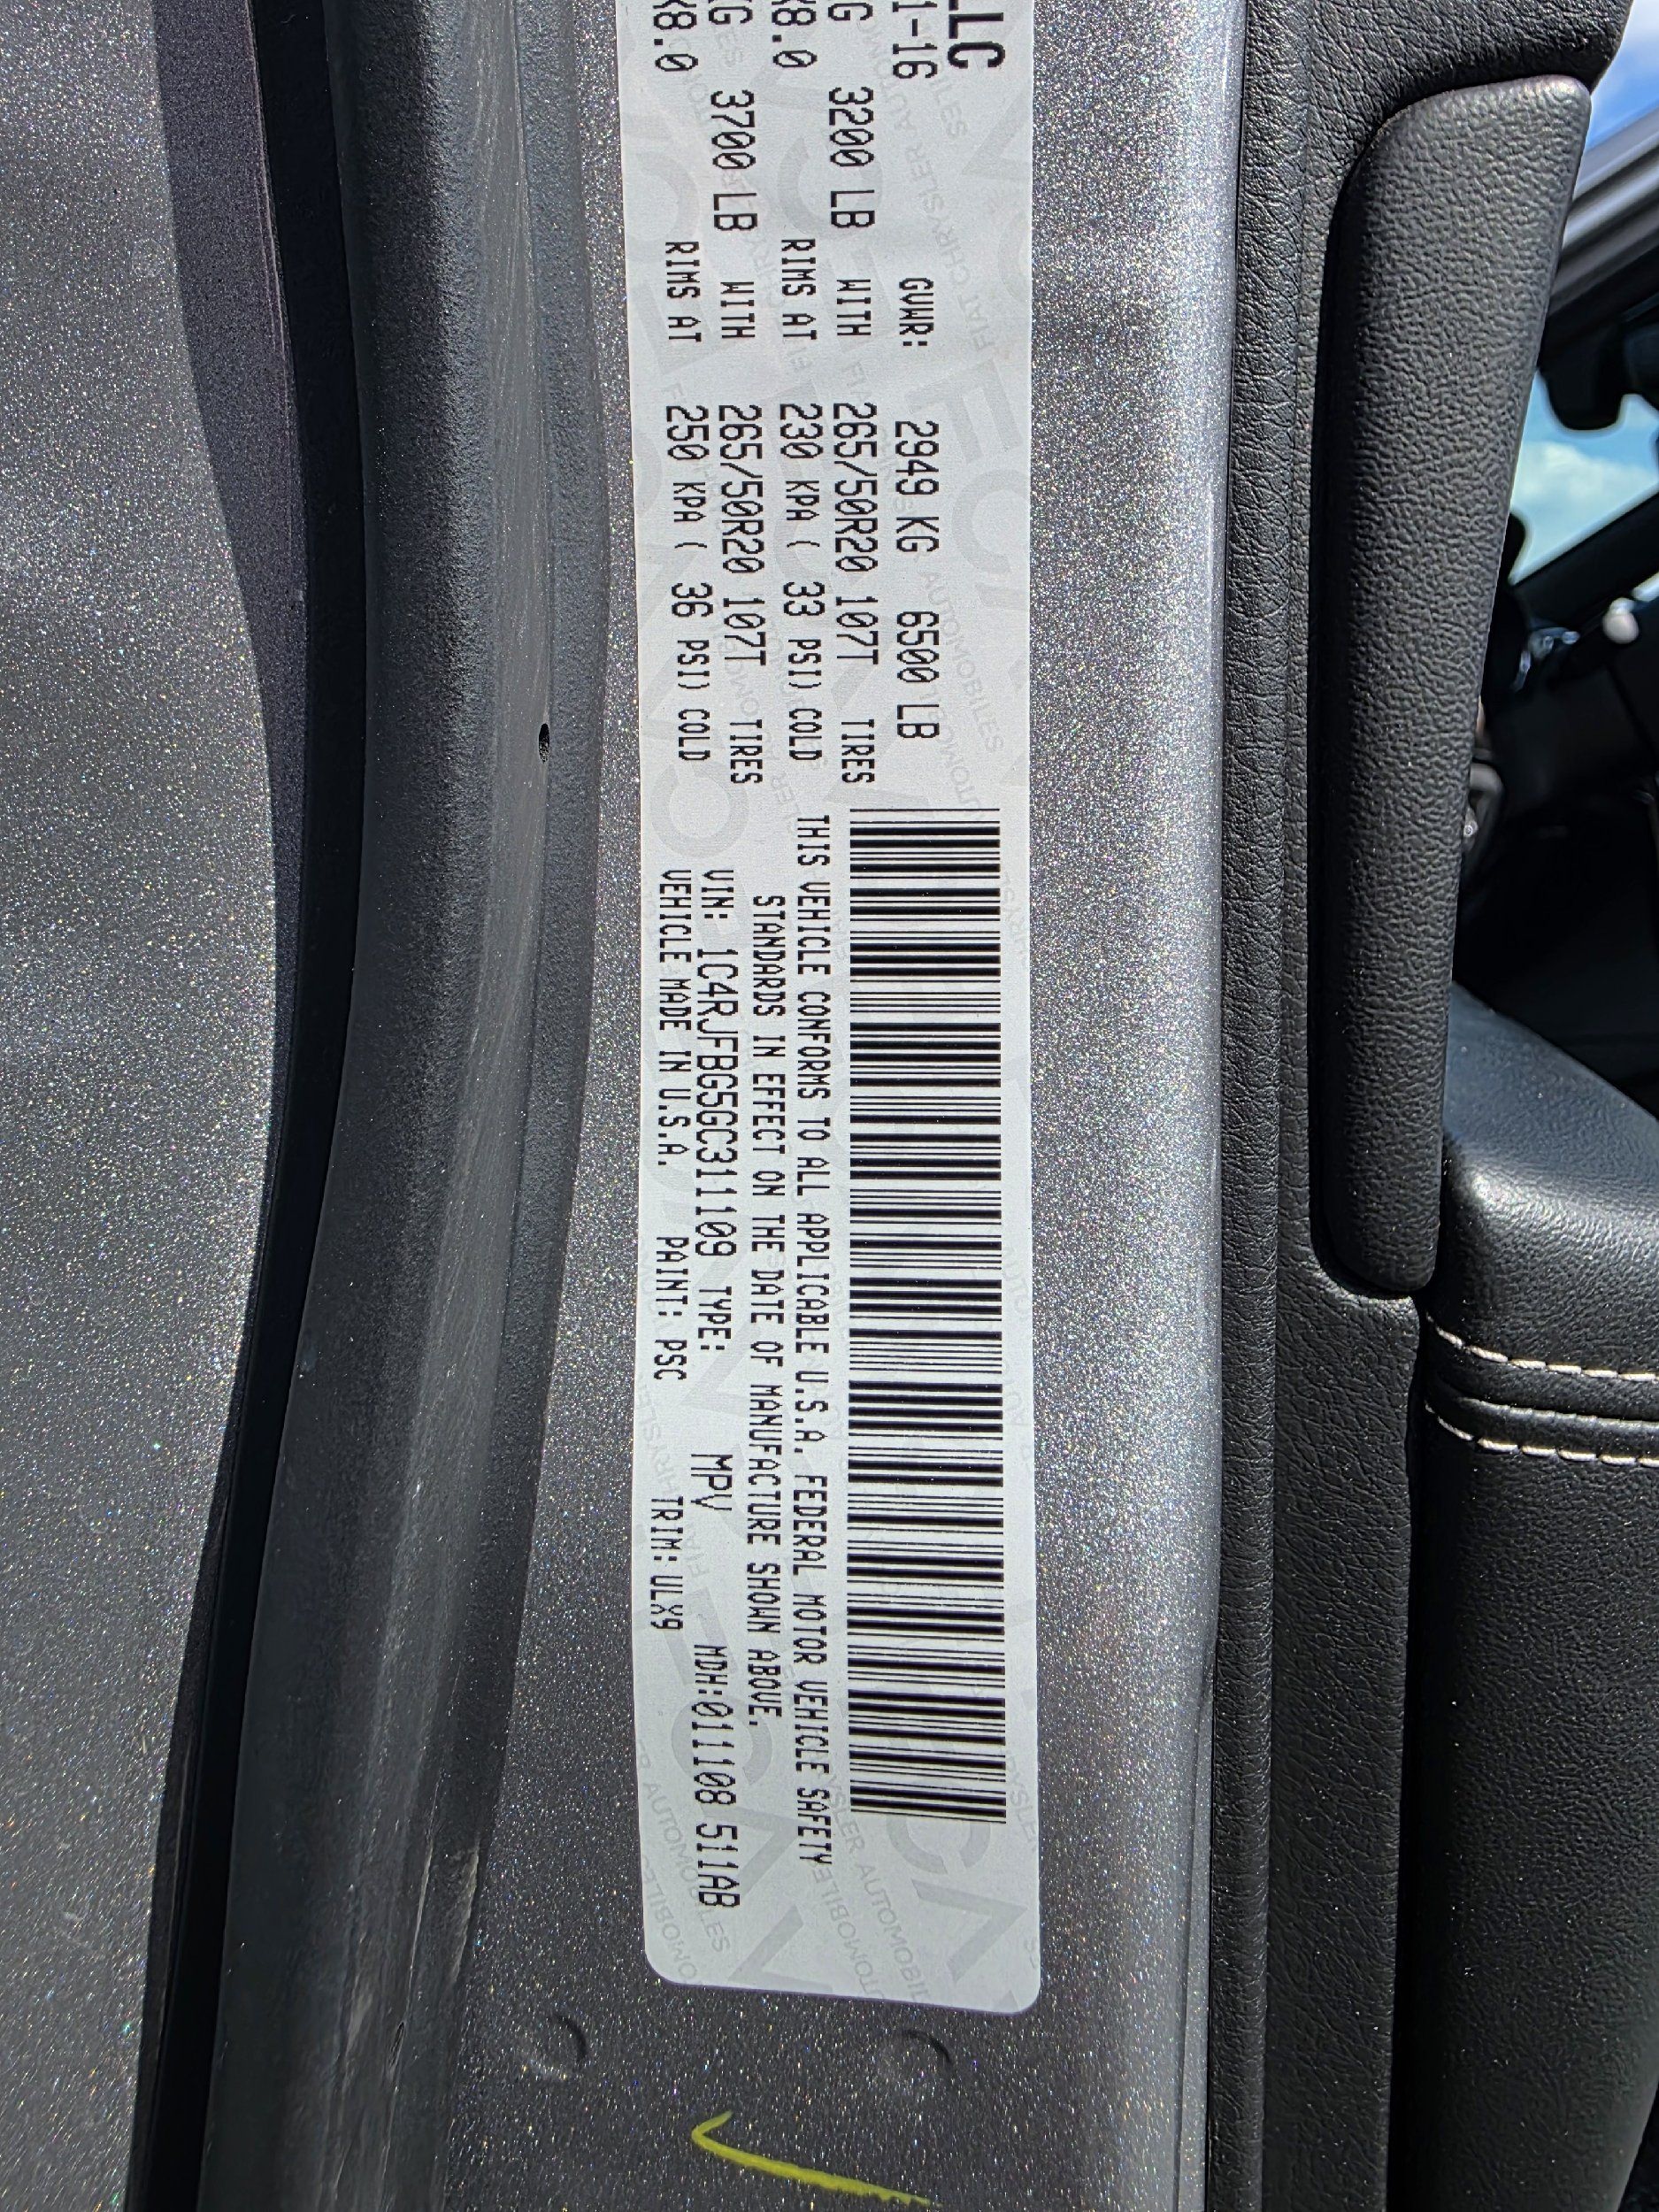 LLC
1-16 GVWR: 2949 KG 6500 LB
G 3200 LB WITH 265/50R20 107T TIRES
X8.0 RIMS AT 230 KPA ( 33 PSI) COLD
KG 3700 LB WITH 265/50R20 107T TIRES
X8.0 RIMS AT 250 KPA ( 36 PSI) COLD
THIS VEHICLE CONFORMS TO ALL APPLICABLE U.S.A. FEDERAL MOTOR VEHICLE SAFETY
STANDARDS IN EFFECT ON THE DATE OF MANUFACTURE SHOWN ABOVE.
VIN: 1C4RJFBG5GC311109 TYPE: MPV MDH:011108 511AB
VEHICLE MADE IN U.S.A. PAINT: PSC TRIM: ULX9